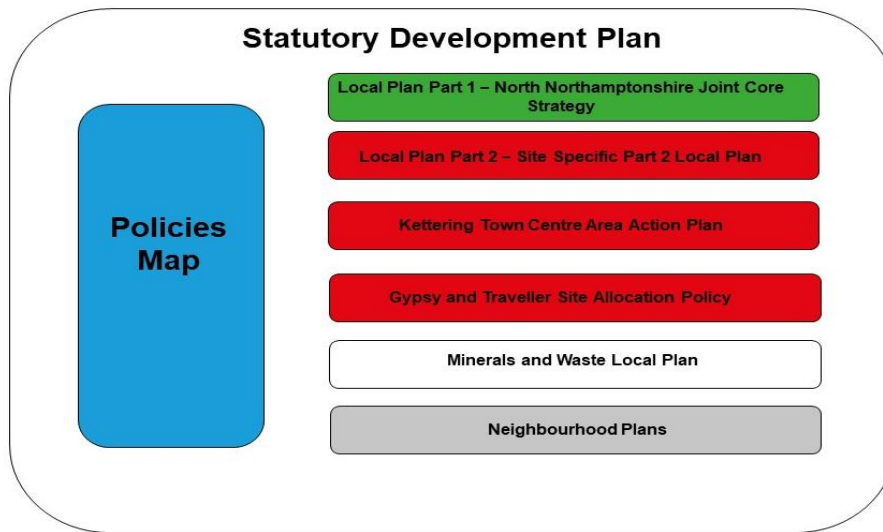 Statutory Development Plan
Local Plan Part 1 – North Northamptonshire Joint Core
Strategy
Local Plan Part 2 – Site Specific Part 2 Local Plan
Policies
Map
Kettering Town Centre Area Action Plan
Gypsy and Traveller Site Allocation Policy
Minerals and Waste Local Plan
Neighbourhood Plans